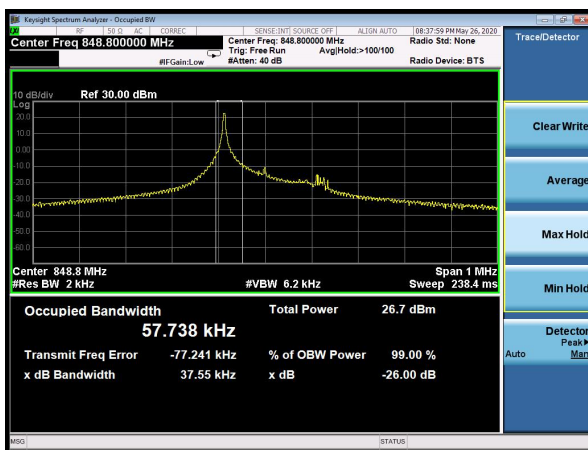 Keysight Spectrum Analyzer - Occupied BW
RF 50 Ω AC CORREC SENSE:INT SOURCE OFF ALIGN AUTO 08:37:59 PM May 26, 2020
Center Freq 848.800000 MHz
Center Freq: 848.800000 MHz
Radio Std: None
Trig: Free Run Avg|Hold:>100/100
#IFGain:Low #Atten: 40 dB Radio Device: BTS
Trace/Detector
10 dB/div Ref 30.00 dBm
Log
20.0
10.0
0.00
-10.0
-20.0
-30.0
-40.0
-50.0
-60.0
Center 848.8 MHz Span 1 MHz
#Res BW 2 kHz #VBW 6.2 kHz Sweep 238.4 ms
Occupied Bandwidth Total Power 26.7 dBm
57.738 kHz
Transmit Freq Error -77.241 kHz % of OBW Power 99.00 %
x dB Bandwidth 37.55 kHz x dB -26.00 dB
Clear Write
Average
Max Hold
Min Hold
Detector
Peak▶
Auto Man
MSG STATUS